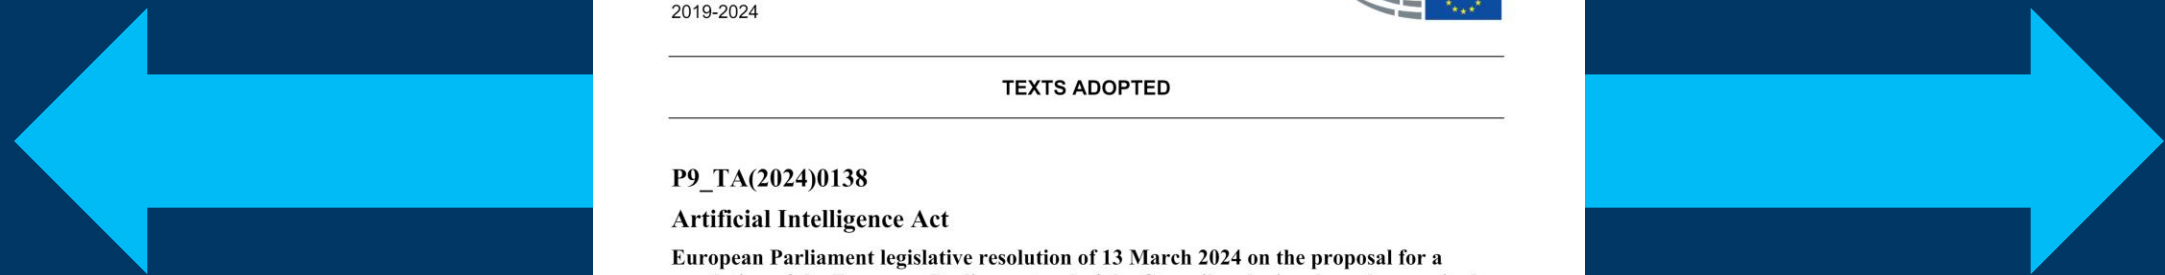 2019-2024
TEXTS ADOPTED
P9_TA(2024)0138
Artificial Intelligence Act
European Parliament legislative resolution of 13 March 2024 on the proposal for a